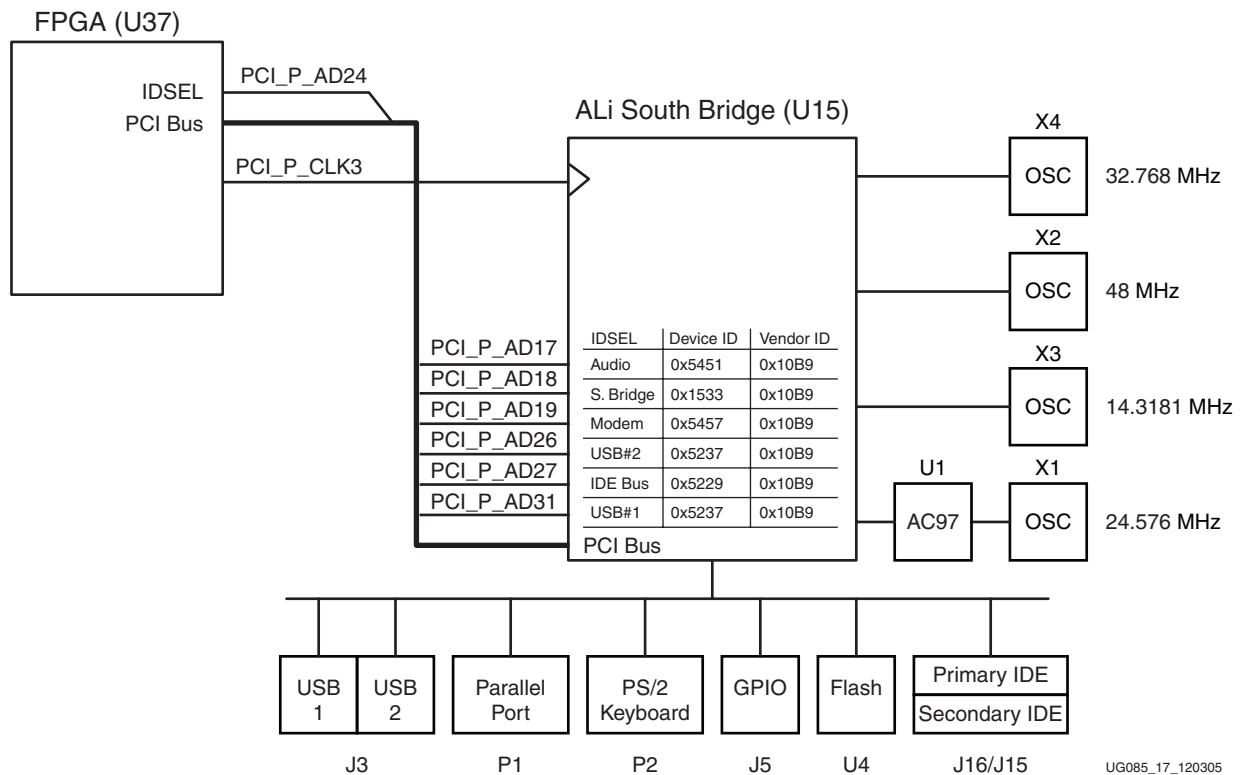 FPGA (U37)
IDSEL
PCI Bus
PCI_P_AD24
PCI_P_CLK3
ALi South Bridge (U15)
PCI_P_AD17
PCI_P_AD18
PCI_P_AD19
PCI_P_AD26
PCI_P_AD27
PCI_P_AD31
IDSEL Device ID Vendor ID
Audio 0x5451 0x10B9
S. Bridge 0x1533 0x10B9
Modem 0x5457 0x10B9
USB#2 0x5237 0x10B9
IDE Bus 0x5229 0x10B9
USB#1 0x5237 0x10B9
PCI Bus
X4
OSC 32.768 MHz
X2
OSC 48 MHz
X3
OSC 14.3181 MHz
U1 X1
AC97 OSC 24.576 MHz
USB
1
USB
2
J3
Parallel
Port
P1
PS/2
Keyboard
P2
GPIO
J5
Flash
U4
Primary IDE
Secondary IDE
J16/J15
UG085_17_120305